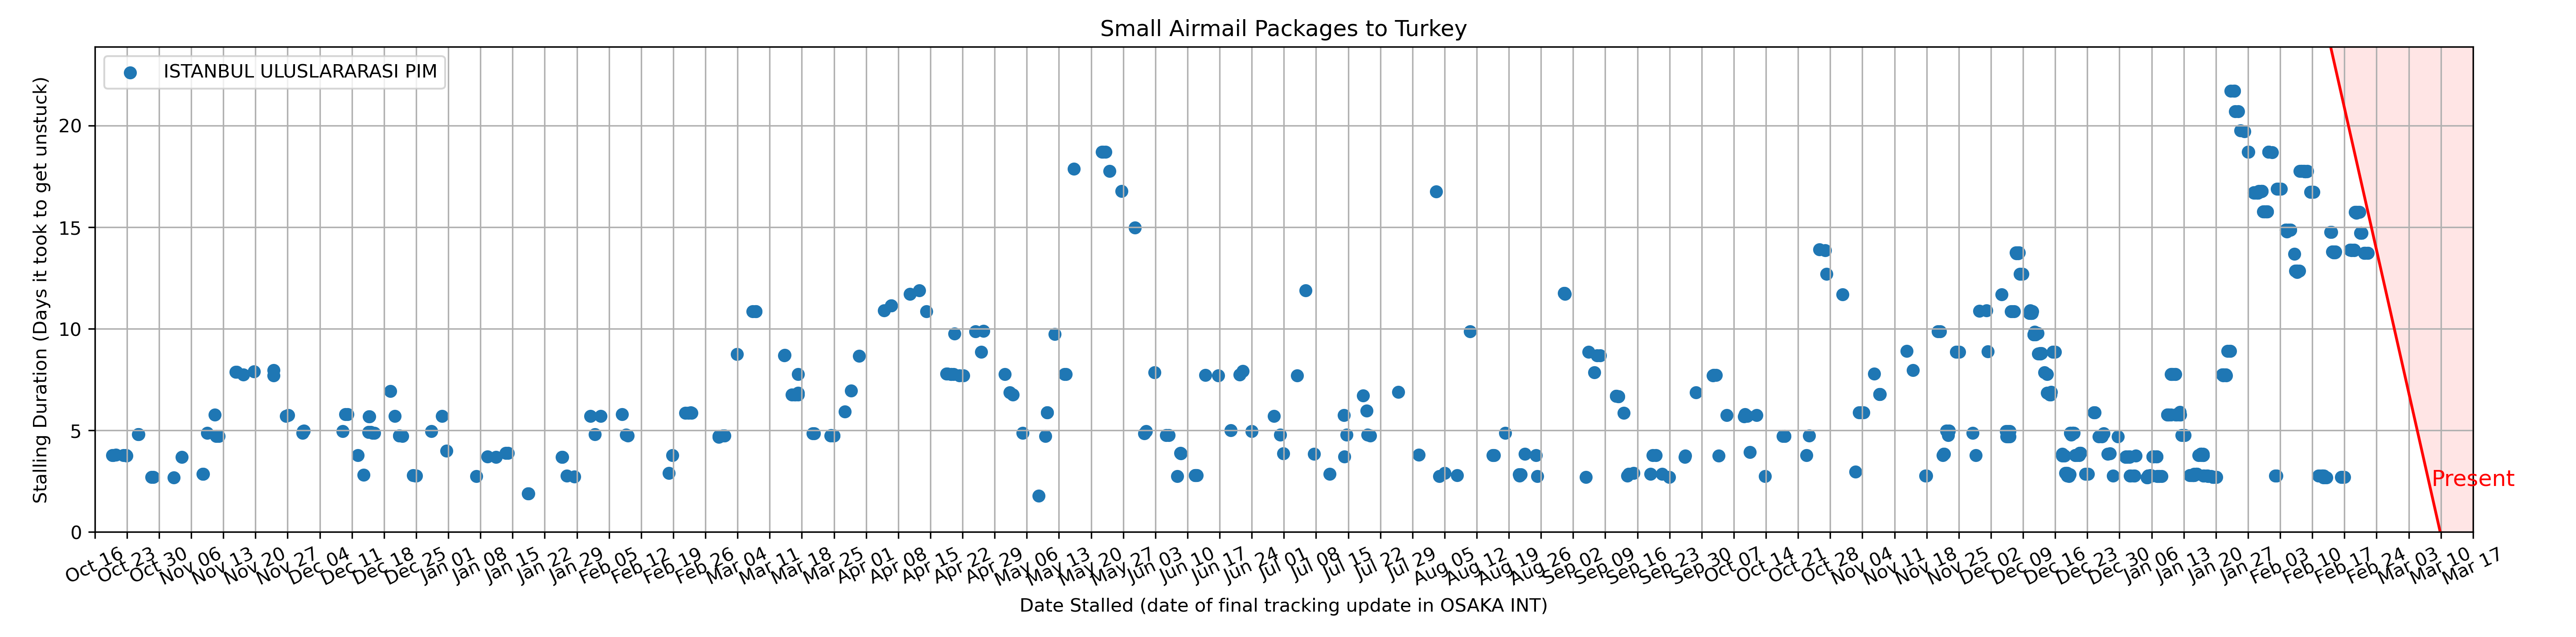 Small Airmail Packages to Turkey
ISTANBUL ULUSLARARASI PIM
Stalling Duration (Days it took to get unstuck)
20
15
10
5
0
Present
Oct 16
Oct 23
Oct 30
Nov 06
Nov 13
Nov 20
Nov 27
Dec 04
Dec 11
Dec 18
Dec 25
Jan 01
Jan 08
Jan 15
Jan 22
Jan 29
Feb 05
Feb 12
Feb 19
Feb 26
Mar 04
Mar 11
Mar 18
Mar 25
Apr 01
Apr 08
Apr 15
Apr 22
Apr 29
May 06
May 13
May 20
May 27
Jun 03
Jun 10
Jun 17
Jun 24
Jul 01
Jul 08
Jul 15
Jul 22
Jul 29
Aug 05
Aug 12
Aug 19
Aug 26
Sep 02
Sep 09
Sep 16
Sep 23
Sep 30
Oct 07
Oct 14
Oct 21
Oct 28
Nov 04
Nov 11
Nov 18
Nov 25
Dec 02
Dec 09
Dec 16
Dec 23
Dec 30
Jan 06
Jan 13
Jan 20
Jan 27
Feb 03
Feb 10
Feb 17
Feb 24
Mar 03
Mar 10
Mar 17
Date Stalled (date of final tracking update in OSAKA INT)